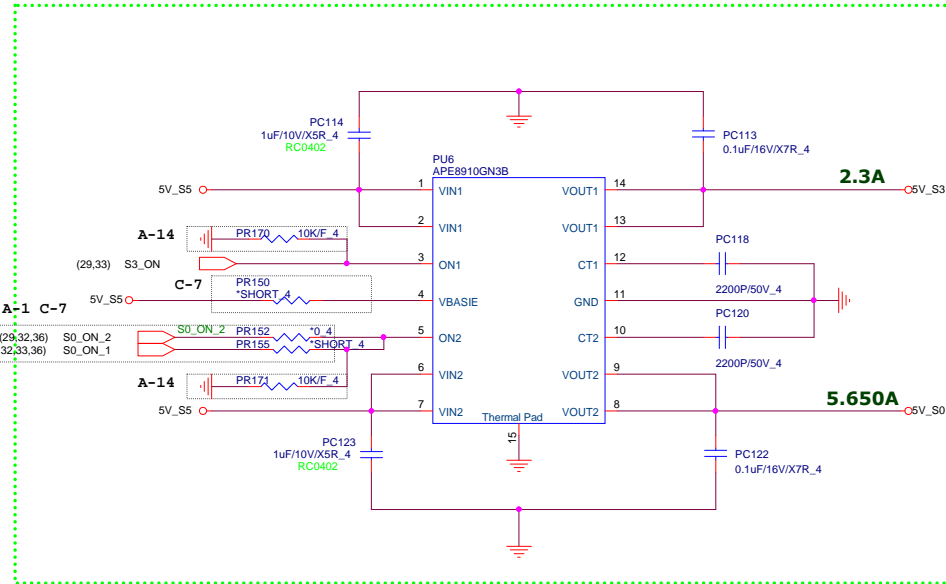 PC114
1uF/10V/X5R_4
RC0402
PC113
0.1uF/16V/X7R_4
PU6
APE8910GN3B
2.3A
5V_S5
1
VIN1
VOUT1
14
5V_S3
2
VIN1
VOUT1
13
A-14
PR170
10K/F_4
PC118
(29,33)
S3_ON
3
ON1
CT1
12
2200P/50V_4
C-7
PR150
*SHORT_4
5V_S5
4
VBASIE
GND
11
A-1 C-7
PC120
(29,32,36)
S0_ON_2
S0_ON_2
PR152
*0_4
5
ON2
CT2
10
32,33,36)
S0_ON_1
PR155
*SHORT_4
2200P/50V_4
6
VIN2
VOUT2
9
A-14
PR171
10K/F_4
5.650A
5V_S5
7
VIN2
VOUT2
8
5V_S0
Thermal Pad
15
PC123
1uF/10V/X5R_4
RC0402
PC122
0.1uF/16V/X7R_4